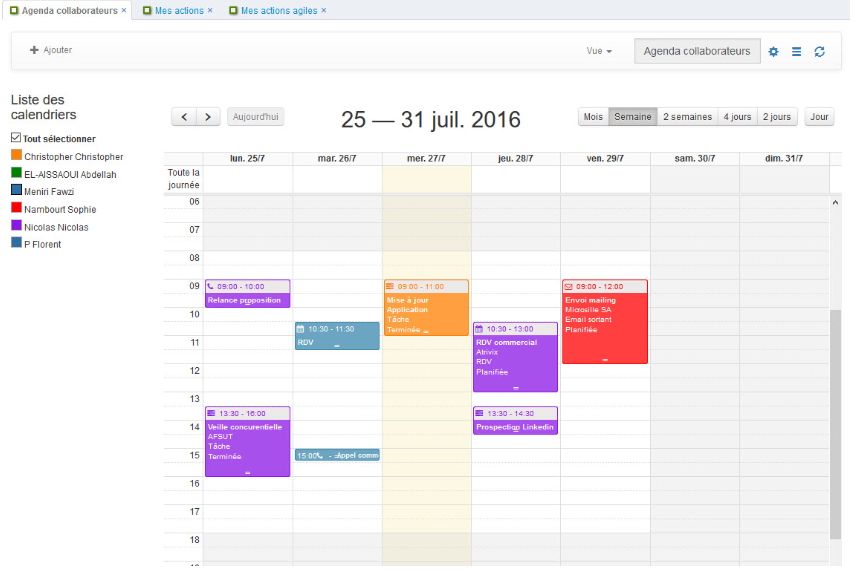 Agenda collaborateurs × Mes actions × Mes actions agiles ×
Ajouter
Vue
Agenda collaborateurs
Liste des
calendriers
Tout sélectionner
Christopher Christopher
EL-AISSAOUI Abdellah
Meniri Fawzi
Nambourt Sophie
Nicolas Nicolas
P Florent
Aujourd'hui
25 — 31 juil. 2016
Mois Semaine 2 semaines 4 jours 2 jours Jour
lun. 25/7 mar. 26/7 mer. 27/7 jeu. 28/7 ven. 29/7 sam. 30/7 dim. 31/7
Toute la
journée
06
07
08
09
10
11
12
13
14
15
16
17
18
09:00 - 10:00
Relance proposition
13:30 - 16:00
Veille concurentielle
AFSUT
Tâche
Terminée
10:30 - 11:30
RDV
15:00 - Appel comm
09:00 - 11:00
Mise à jour
Application
Tâche
Terminée
10:30 - 13:00
RDV commercial
Atrivix
RDV
Planifiée
13:30 - 14:30
Prospection Linkedin
09:00 - 12:00
Envoi mailing
Microsille SA
Email sortant
Planifiée